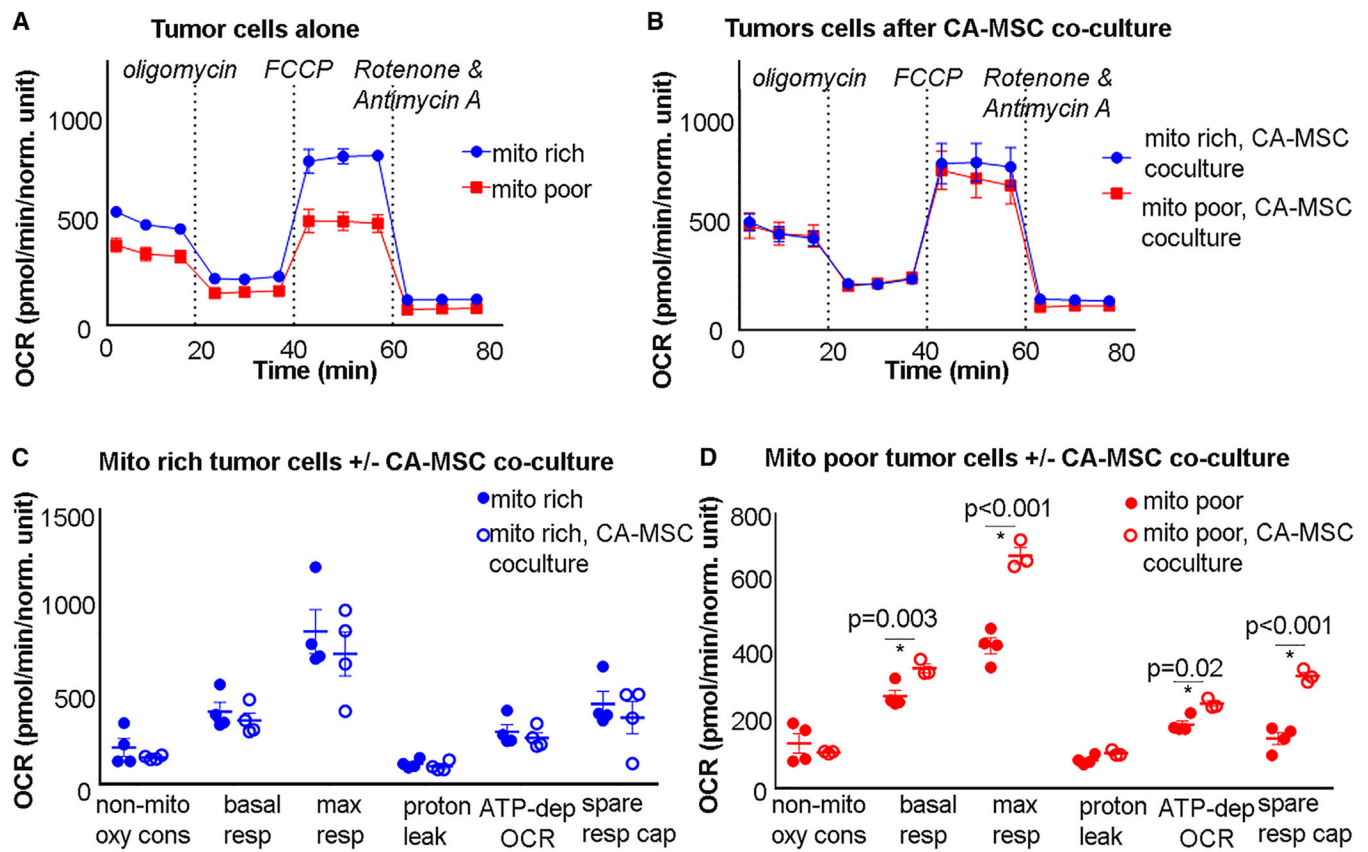 A
Tumor cells alone
oligomycin
FCCP
Rotenone &
Antimycin A
OCR (pmol/min/norm. unit)
1000
500
0
mito rich
mito poor
0
20
40
60
80
Time (min)
B
Tumors cells after CA-MSC co-culture
oligomycin
FCCP
Rotenone &
Antimycin A
OCR (pmol/min/norm. unit)
1000
500
0
mito rich, CA-MSC
coculture
mito poor, CA-MSC
coculture
0
20
40
60
80
Time (min)
C
Mito rich tumor cells +/- CA-MSC co-culture
OCR (pmol/min/norm. unit)
1500
1000
500
0
mito rich
mito rich, CA-MSC
coculture
non-mito
oxy cons
basal
resp
max
resp
proton
leak
ATP-dep
OCR
spare
resp cap
D
Mito poor tumor cells +/- CA-MSC co-culture
OCR (pmol/min/norm. unit)
800
600
400
200
0
mito poor
mito poor, CA-MSC
coculture
p=0.003
*
p<0.001
*
p=0.02
*
p<0.001
*
non-mito
oxy cons
basal
resp
max
resp
proton
leak
ATP-dep
OCR
spare
resp cap